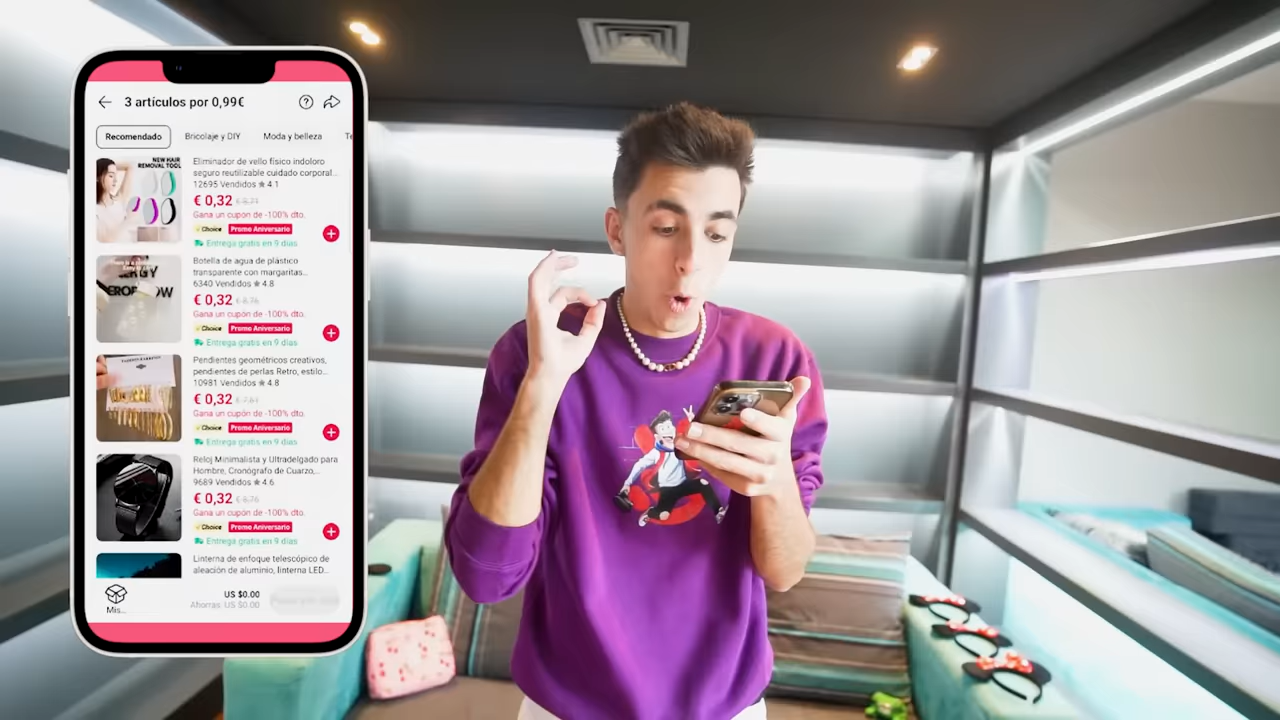 3 artículos por 0,99€
Recomendado
Bricolaje y DIY
Moda y belleza
NEW HAIR
REMOVAL TOOL
Eliminador de vello físico indoloro
seguro reutilizable cuidado corporal...
12695 Vendidos ★ 4.1
€ 0,32
Gana un cupón de -100% dto.
Choice Promo Aniversario
Entrega gratis en 9 días
Botella de agua de plástico
transparente con margaritas...
6340 Vendidos ★ 4.8
€ 0,32 € 8,76
Gana un cupón de -100% dto.
Choice Promo Aniversario
Entrega gratis en 9 días
Pendientes geométricos creativos,
pendientes de perlas Retro, estilo...
10981 Vendidos ★ 4.8
€ 0,32 € 7,61
Gana un cupón de -100% dto.
Choice Promo Aniversario
Entrega gratis en 9 días
Reloj Minimalista y Ultradelgado para
Hombre, Cronógrafo de Cuarzo,...
9689 Vendidos ★ 4.6
€ 0,32 € 8,76
Gana un cupón de -100% dto.
Choice Promo Aniversario
Entrega gratis en 9 días
Linterna de enfoque telescópico de
aleación de aluminio, linterna LED...
Mis...
US $0.00
Ahorras US $0.00